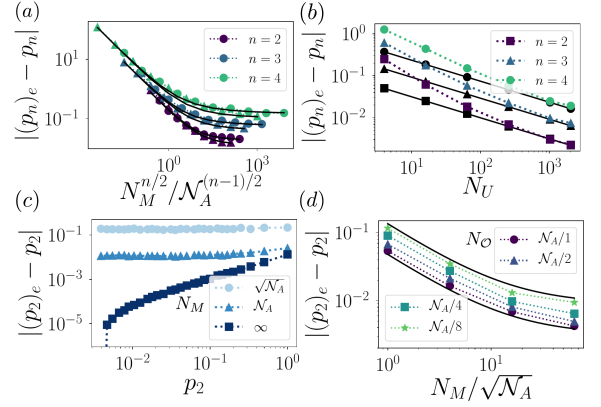 (a)
|(p_n)_e − p_n|
10^1
10^{-1}
n = 2
n = 3
n = 4
10^0
10^3
N_M^{n/2}/𝒩_A^{(n−1)/2}
(b)
|(p_n)_e − p_n|
10^0
10^{-1}
10^{-2}
n = 2
n = 3
n = 4
10^1
10^2
10^3
N_U
(c)
|(p_2)_e − p_2|
10^{-1}
10^{-3}
10^{-5}
N_M
√𝒩_A
𝒩_A
∞
10^{-2}
10^{-1}
10^0
p_2
(d)
|(p_2)_e − p_2|
10^{-1}
10^{-2}
N_𝒪
𝒩_A/1
𝒩_A/2
𝒩_A/4
𝒩_A/8
10^0
10^1
N_M/√𝒩_A